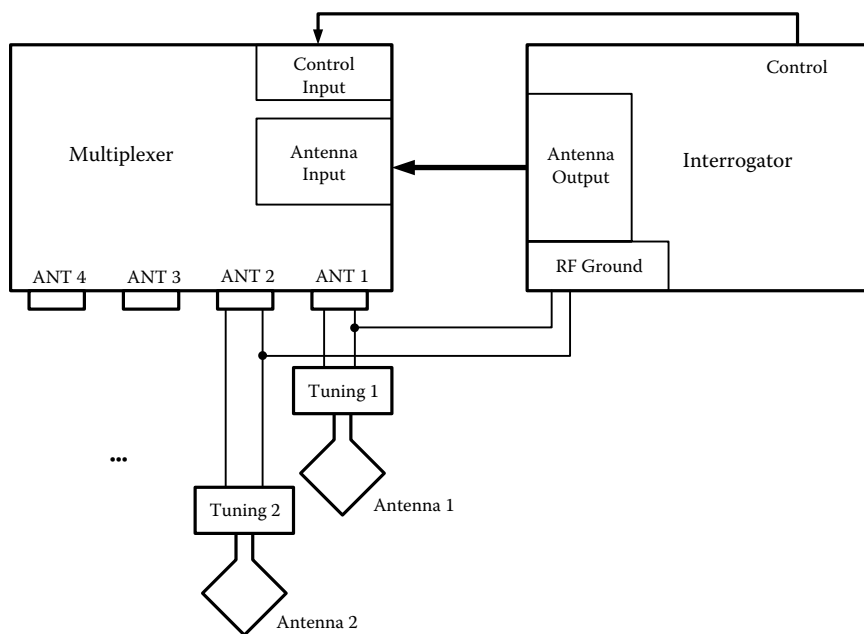 Control
Input
Control
Multiplexer
Antenna
Input
Antenna
Output
Interrogator
RF Ground
ANT 4
ANT 3
ANT 2
ANT 1
Tuning 1
...
Antenna 1
Tuning 2
Antenna 2